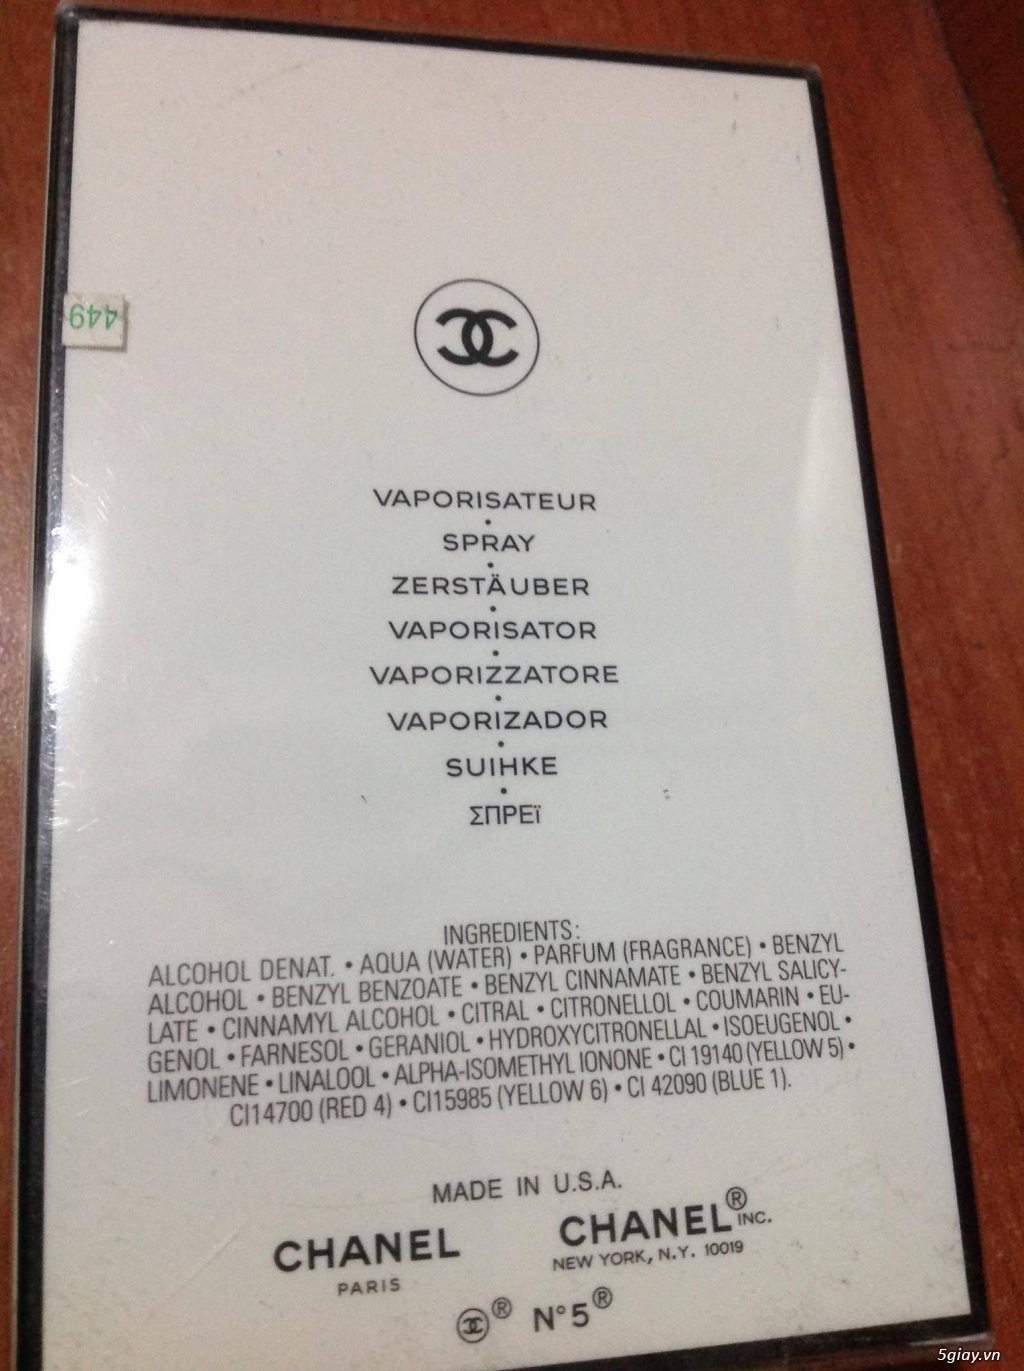 449
VAPORISATEUR
•
SPRAY
•
ZERSTÄUBER
•
VAPORISATOR
•
VAPORIZZATORE
•
VAPORIZADOR
•
SUIHKE
•
ΣΠΡΕϊ
INGREDIENTS:
ALCOHOL DENAT. • AQUA (WATER) • PARFUM (FRAGRANCE) • BENZYL
ALCOHOL • BENZYL BENZOATE • BENZYL CINNAMATE • BENZYL SALICY-
LATE • CINNAMYL ALCOHOL • CITRAL • CITRONELLOL • COUMARIN • EU-
GENOL • FARNESOL • GERANIOL • HYDROXYCITRONELLAL • ISOEUGENOL •
LIMONENE • LINALOOL • ALPHA-ISOMETHYL IONONE • CI 19140 (YELLOW 5) •
CI14700 (RED 4) • CI15985 (YELLOW 6) • CI 42090 (BLUE 1).
MADE IN U.S.A.
CHANEL
PARIS
CHANEL® INC.
NEW YORK, N.Y. 10019
® N°5®
5giay.vn